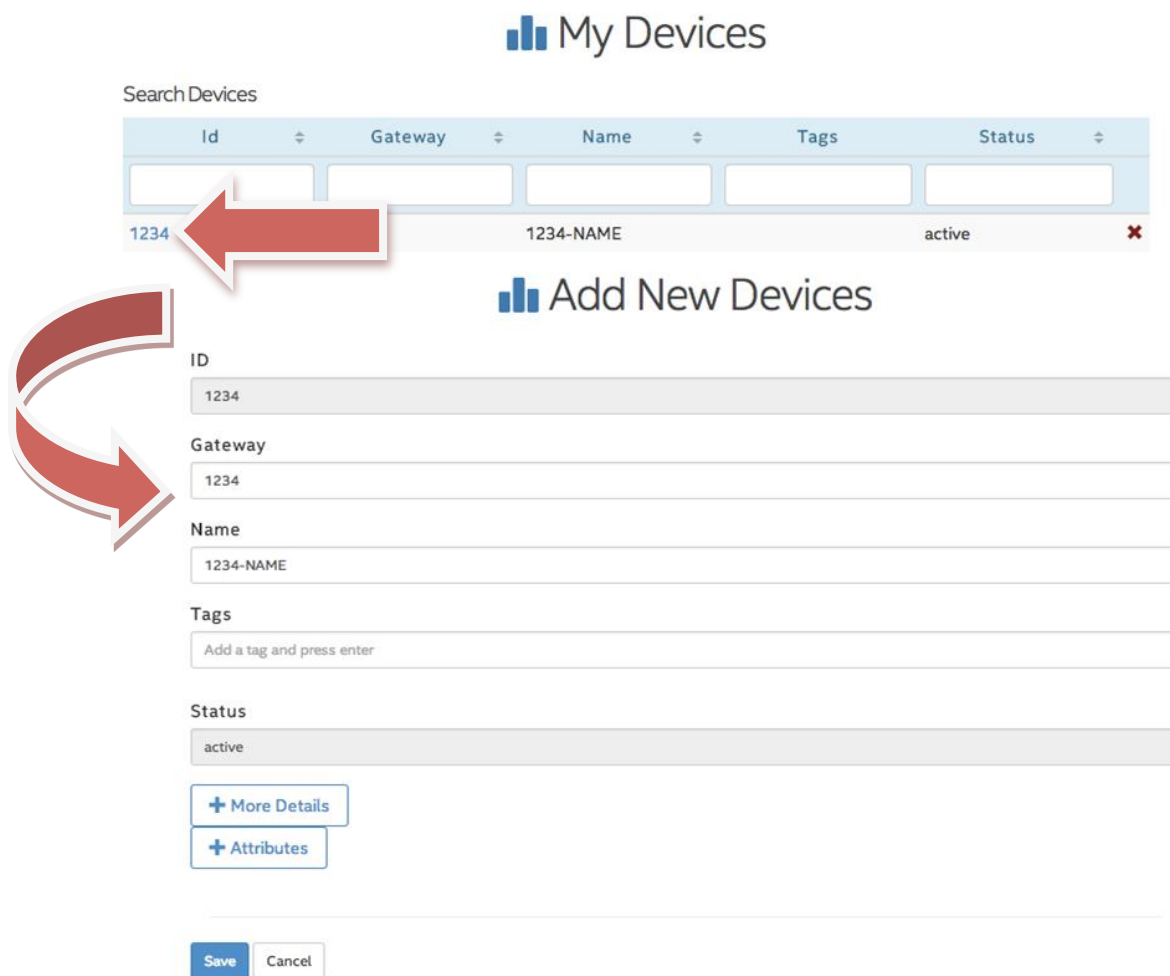 My Devices
Search Devices
Id Gateway Name Tags Status
1234 1234-NAME active
Add New Devices
ID
1234
Gateway
1234
Name
1234-NAME
Tags
Add a tag and press enter
Status
active
More Details
Attributes
Save Cancel